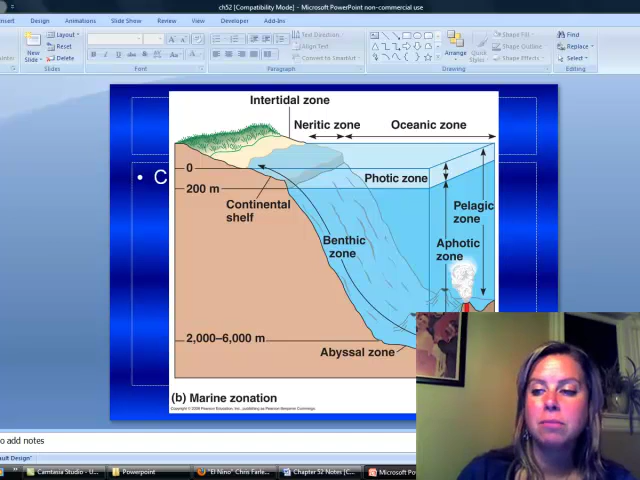 ch52 [Compatibility Mode] - Microsoft PowerPoint non-commercial use
Insert Design Animations Slide Show Review View Developer Add-Ins
New Slide
Layout
Reset
Delete
Slides
Font
Paragraph
Text Direction
Align Text
Convert to SmartArt
Arrange
Quick Styles
Shape Fill
Shape Outline
Shape Effects
Drawing
Find
Replace
Select
Editing
• C
Intertidal zone
Neritic zone
Oceanic zone
0
Photic zone
200 m
Continental shelf
Pelagic zone
Benthic zone
Aphotic zone
2,000–6,000 m
Abyssal zone
(b) Marine zonation
Copyright © 2009 Pearson Education, Inc., publishing as Pearson Benjamin Cummings.
o add notes
Default Design"
Camtasia Studio - U...
Powerpoint
"El Nino" Chris Farle...
Chapter 52 Notes [C...
Microsoft Po